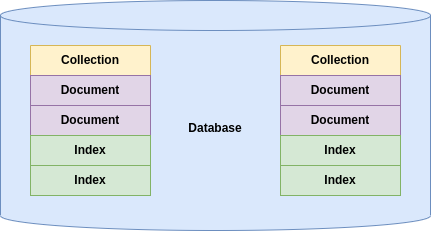 Collection
Document
Document
Index
Index
Database
Collection
Document
Document
Index
Index